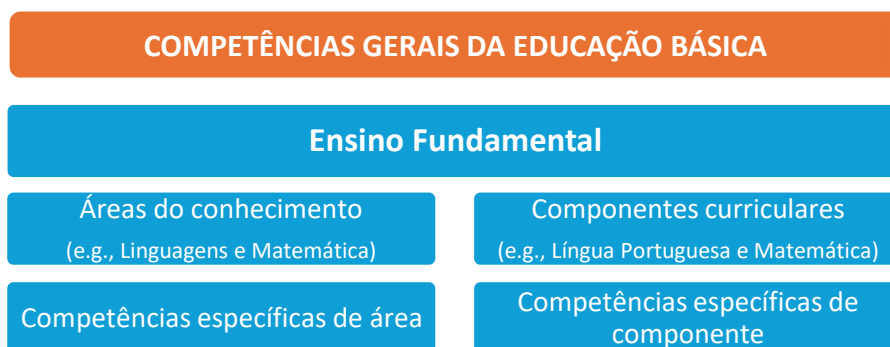 COMPETÊNCIAS GERAIS DA EDUCAÇÃO BÁSICA
Ensino Fundamental
Áreas do conhecimento
(e.g., Linguagens e Matemática)
Componentes curriculares
(e.g., Língua Portuguesa e Matemática)
Competências específicas de área
Competências específicas de
componente